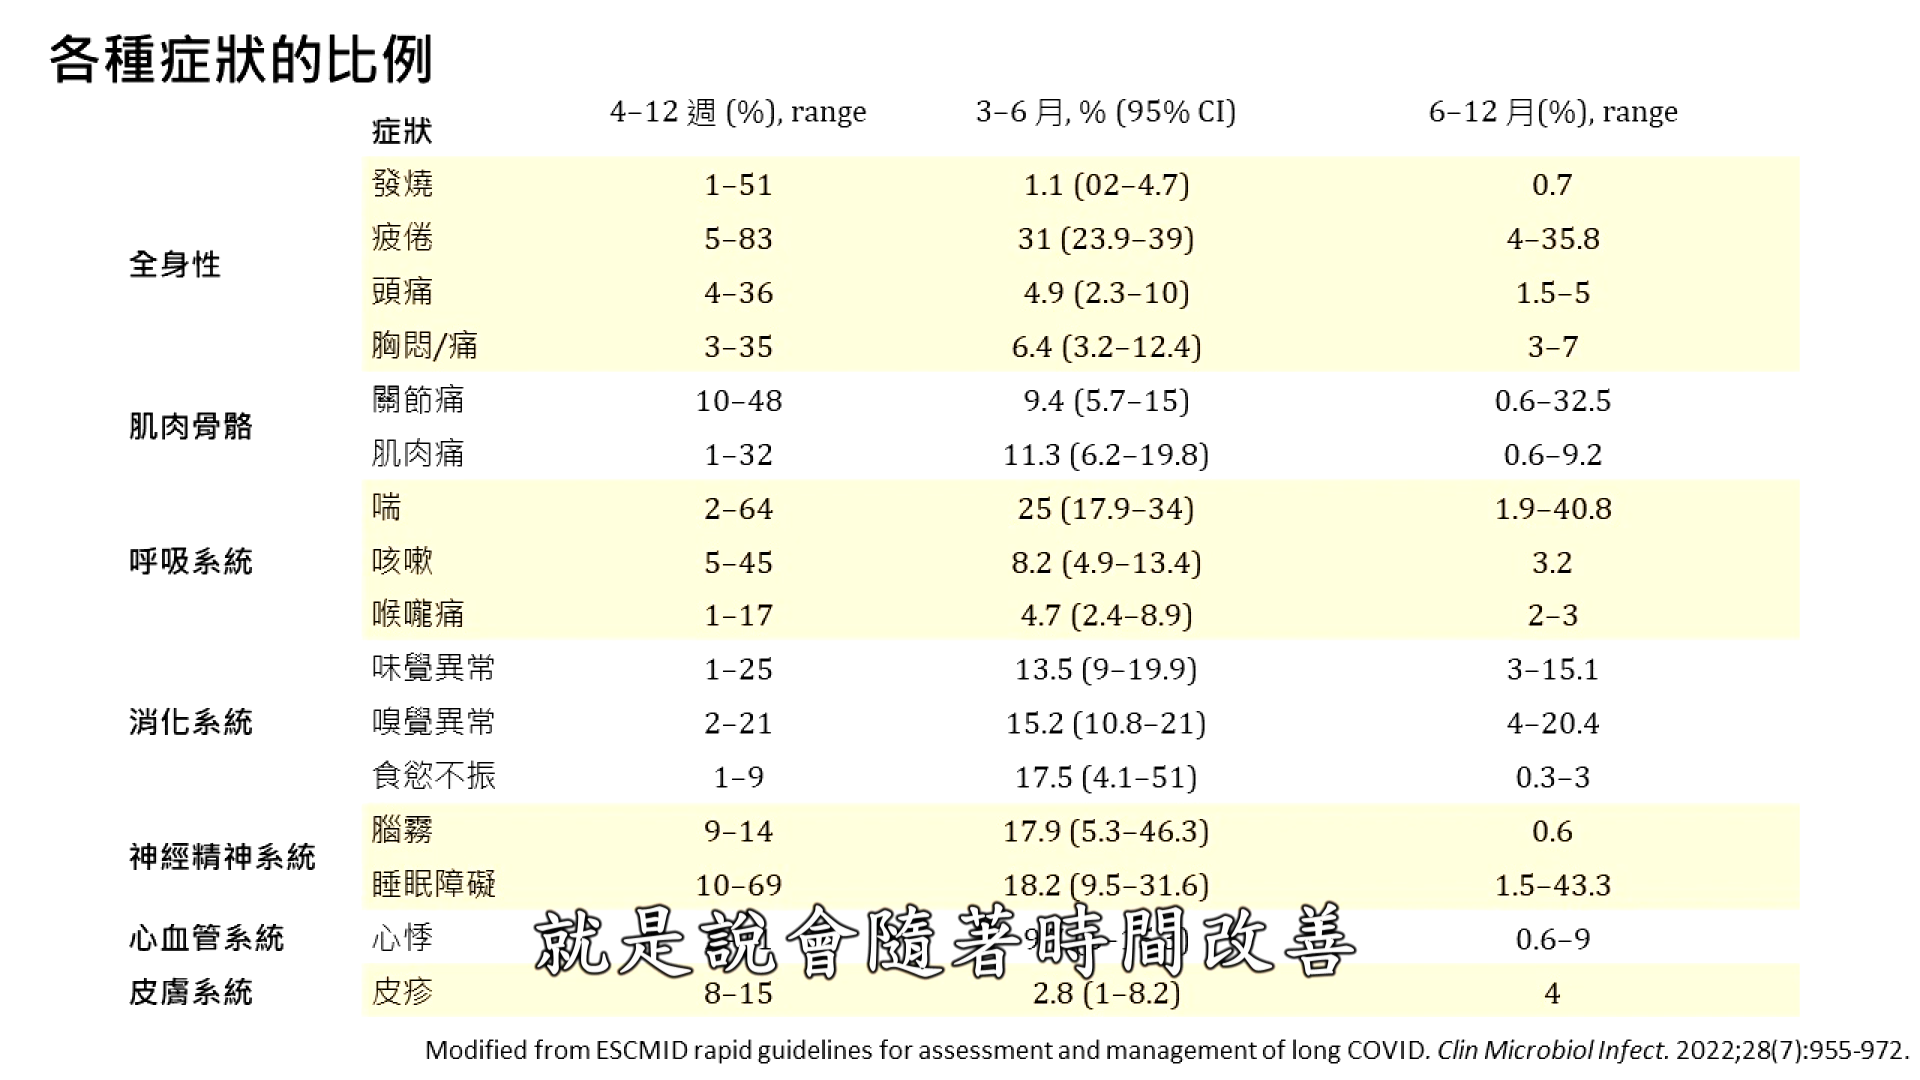 各種症狀的比例
症狀 4–12 週 (%), range 3–6 月, % (95% CI) 6–12 月(%), range
全身性
發燒 1–51 1.1 (02–4.7) 0.7
疲倦 5–83 31 (23.9–39) 4–35.8
頭痛 4–36 4.9 (2.3–10) 1.5–5
胸悶/痛 3–35 6.4 (3.2–12.4) 3–7
肌肉骨骼
關節痛 10–48 9.4 (5.7–15) 0.6–32.5
肌肉痛 1–32 11.3 (6.2–19.8) 0.6–9.2
呼吸系統
喘 2–64 25 (17.9–34) 1.9–40.8
咳嗽 5–45 8.2 (4.9–13.4) 3.2
喉嚨痛 1–17 4.7 (2.4–8.9) 2–3
消化系統
味覺異常 1–25 13.5 (9–19.9) 3–15.1
嗅覺異常 2–21 15.2 (10.8–21) 4–20.4
食慾不振 1–9 17.5 (4.1–51) 0.3–3
神經精神系統
腦霧 9–14 17.9 (5.3–46.3) 0.6
睡眠障礙 10–69 18.2 (9.5–31.6) 1.5–43.3
心血管系統 心悸 0.6–9
就是說會隨著時間改善
皮膚系統 皮疹 8–15 2.8 (1–8.2) 4
Modified from ESCMID rapid guidelines for assessment and management of long COVID. Clin Microbiol Infect. 2022;28(7):955-972.